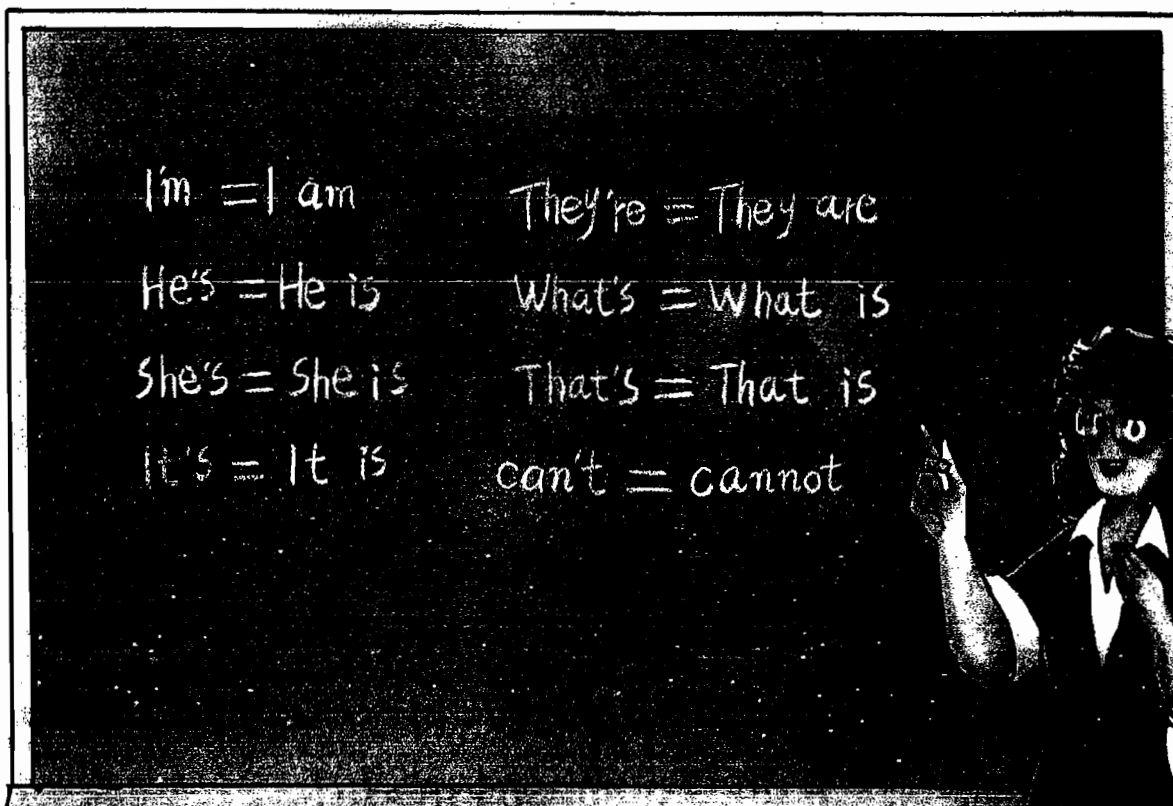 I'm = I am
He's = He is
She's = She is
It's = It is
They're = They are
What's = What is
That's = That is
can't = cannot